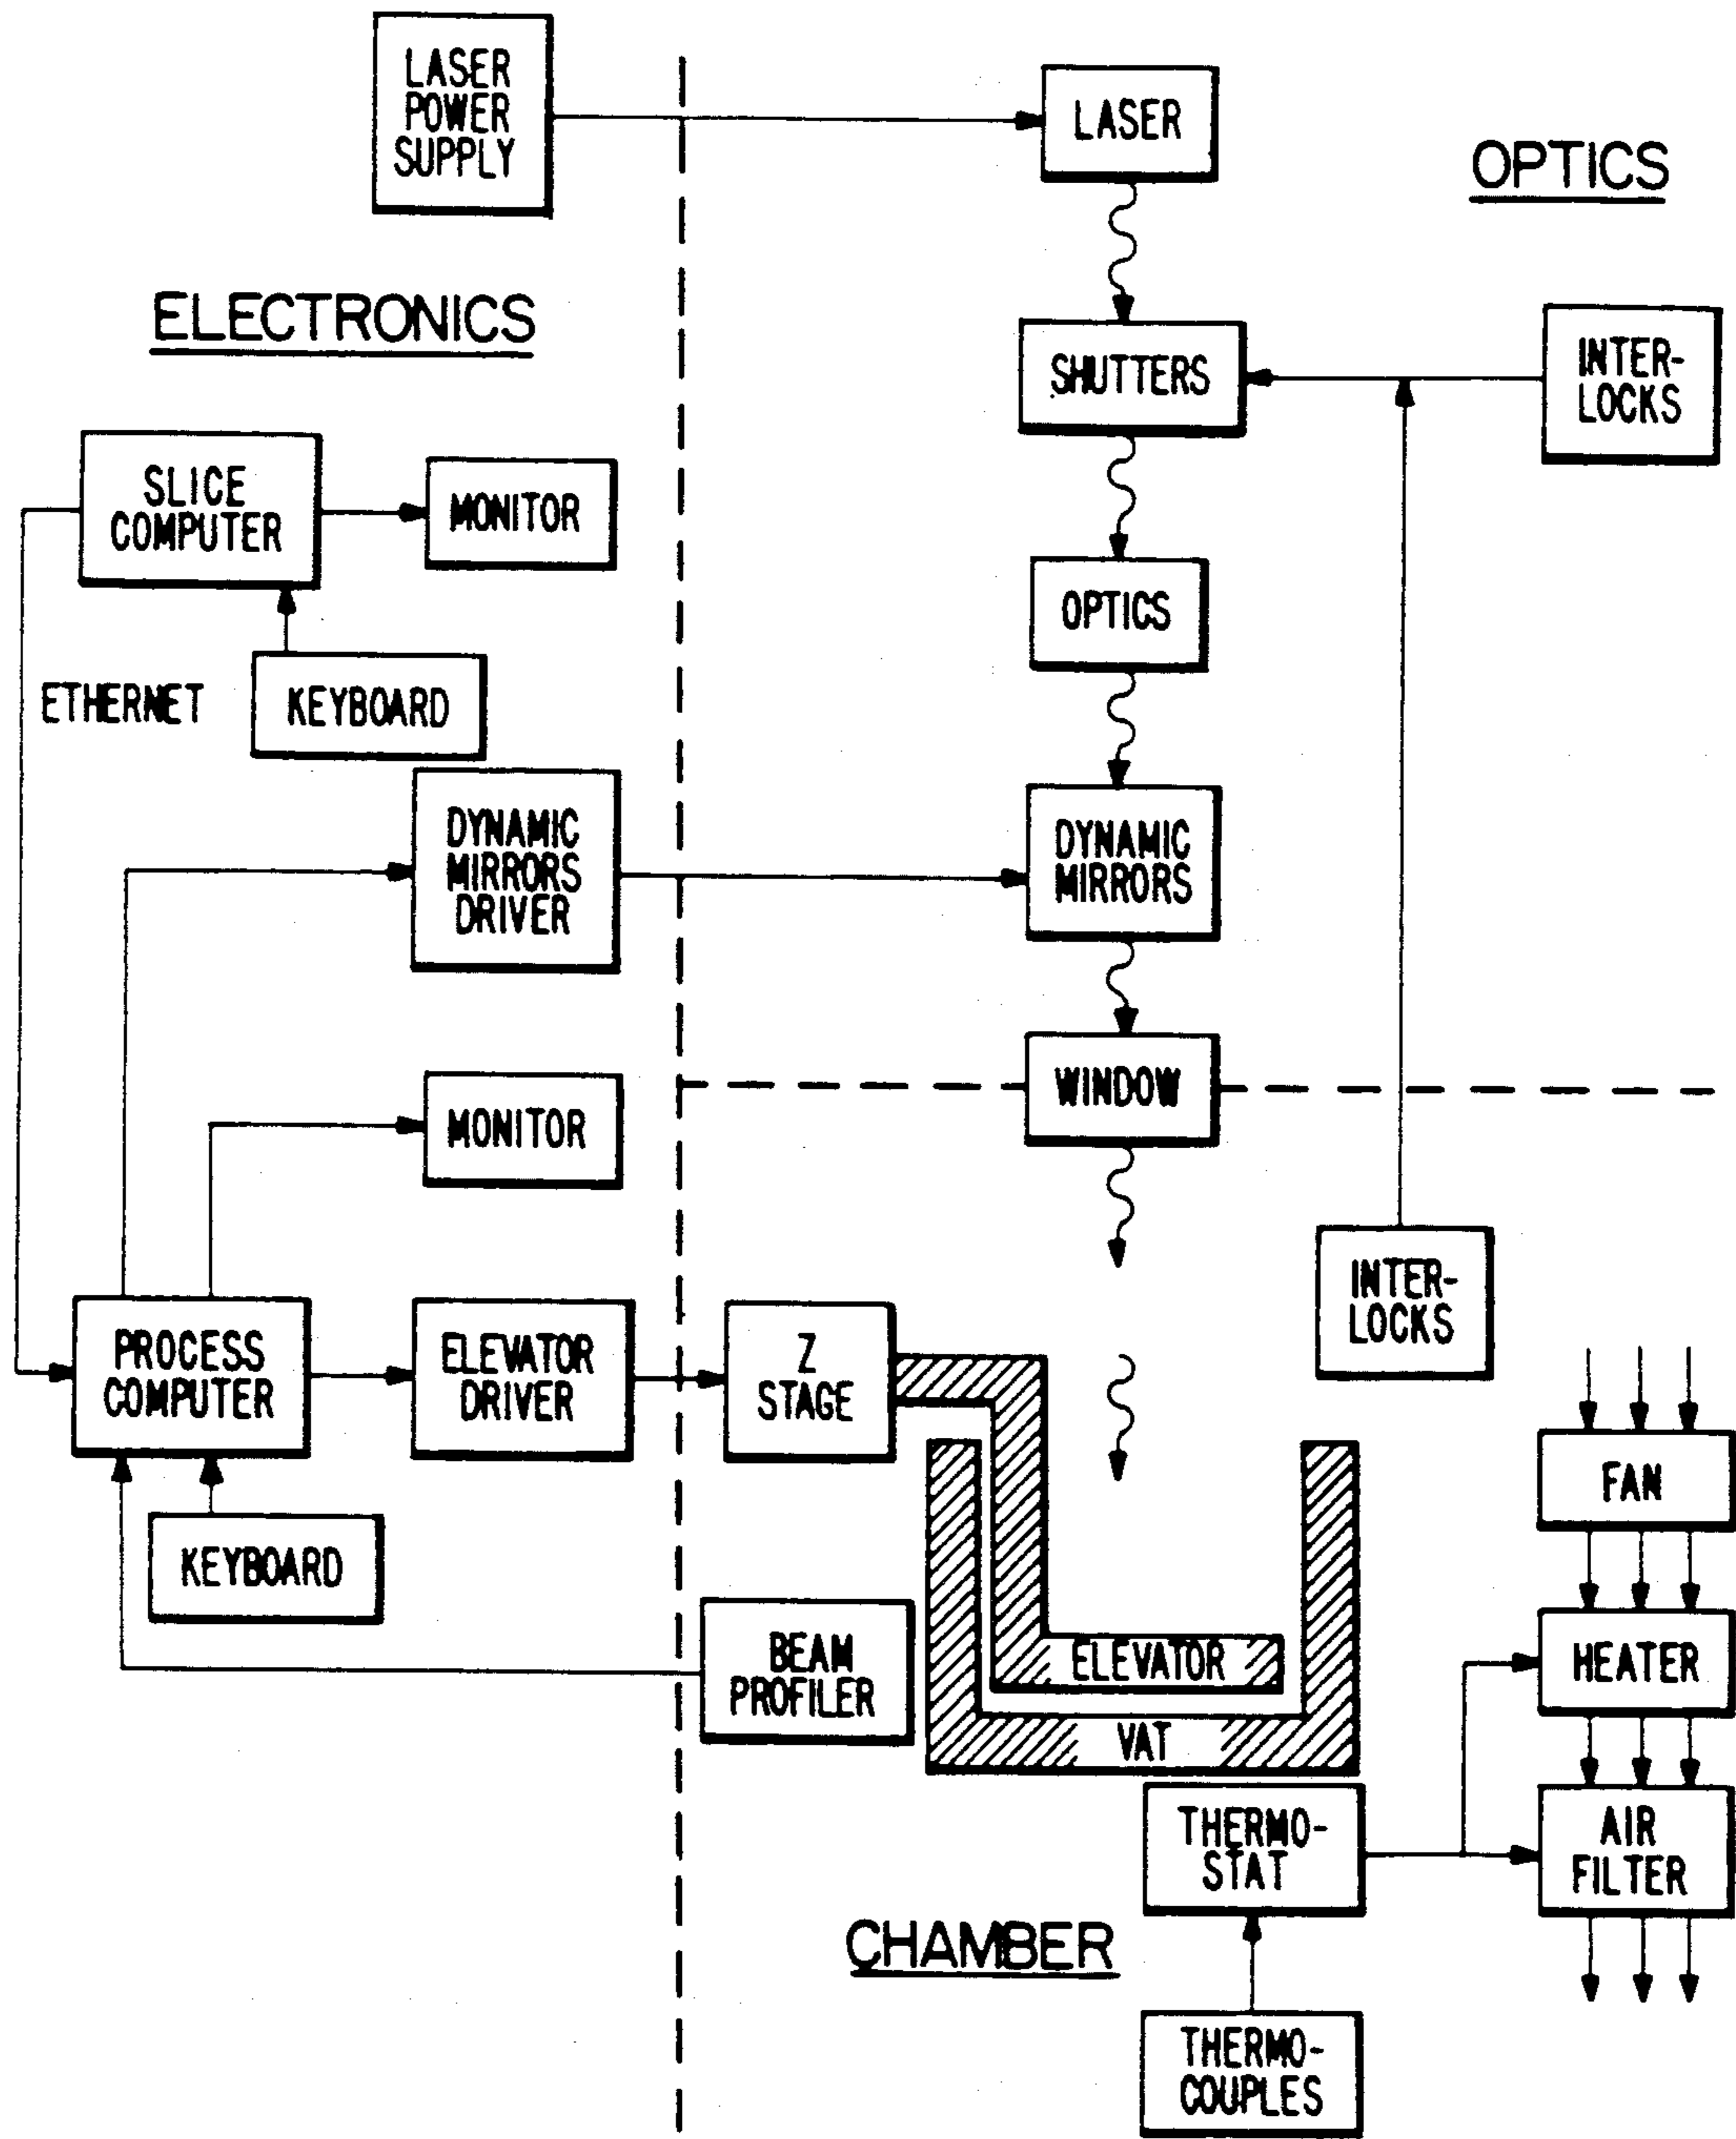 LASER
POWER
SUPPLY
LASER
OPTICS
ELECTRONICS
SHUTTERS
INTER-
LOCKS
SLICE
COMPUTER
MONITOR
OPTICS
ETHERNET
KEYBOARD
DYNAMIC
MIRRORS
DRIVER
DYNAMIC
MIRRORS
WINDOW
MONITOR
INTER-
LOCKS
PROCESS
COMPUTER
ELEVATOR
DRIVER
Z
STAGE
FAN
KEYBOARD
BEAM
PROFILER
ELEVATOR
HEATER
VAT
THERMO-
STAT
AIR
FILTER
CHAMBER
THERMO-
COUPLES